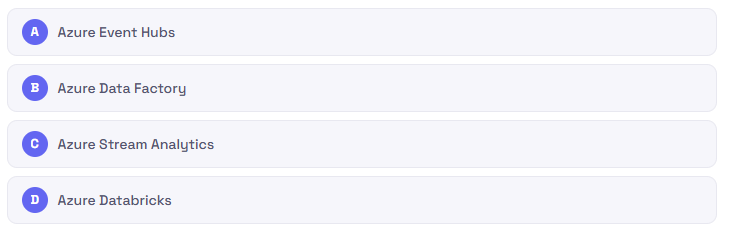 A Azure Event Hubs
B Azure Data Factory
C Azure Stream Analytics
D Azure Databricks